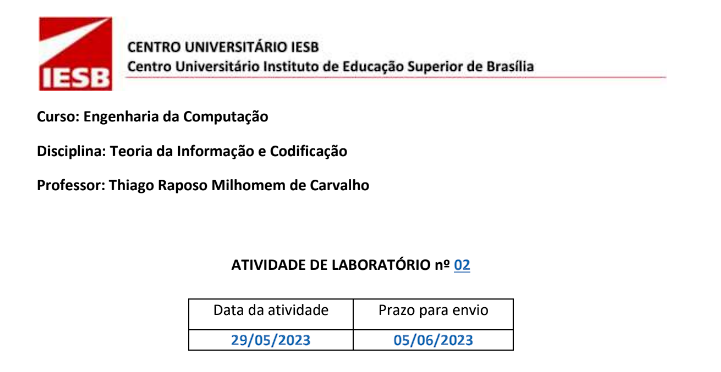 IESB
CENTRO UNIVERSITÁRIO IESB
Centro Universitário Instituto de Educação Superior de Brasília
Curso: Engenharia da Computação
Disciplina: Teoria da Informação e Codificação
Professor: Thiago Raposo Milhomem de Carvalho
ATIVIDADE DE LABORATÓRIO nº 02
Data da atividade Prazo para envio
29/05/2023 05/06/2023